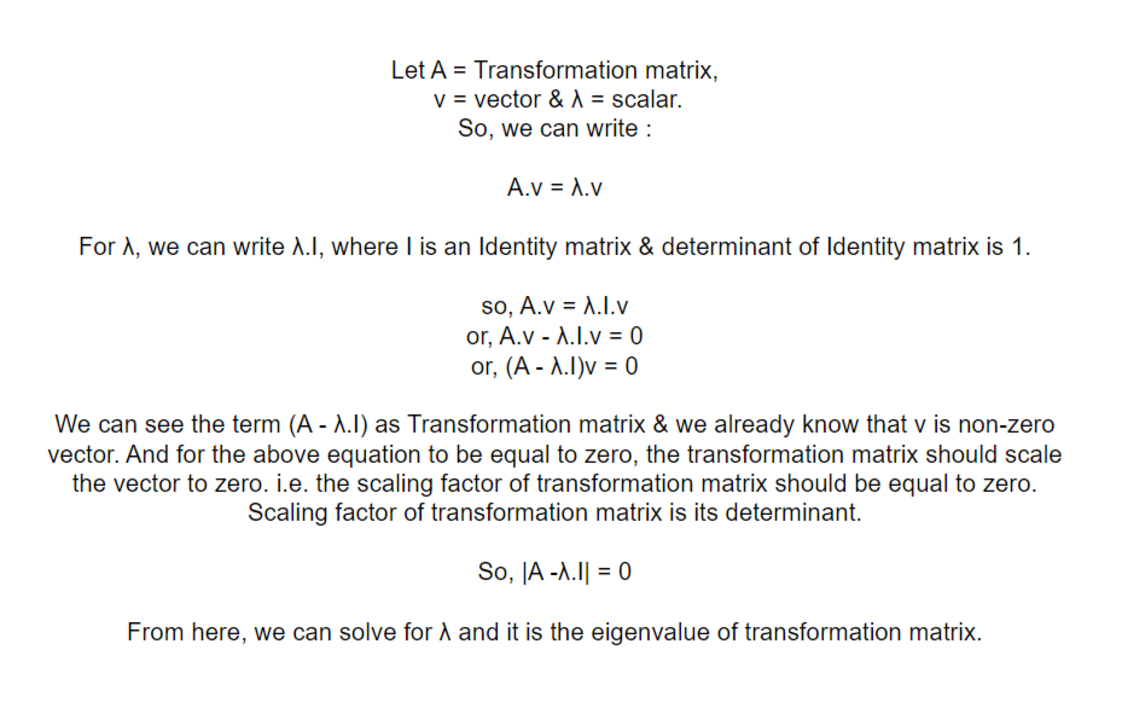 Let A = Transformation matrix,
v = vector & λ = scalar.
So, we can write :
A.v = λ.v
For λ, we can write λ.I, where I is an Identity matrix & determinant of Identity matrix is 1.
so, A.v = λ.I.v
or, A.v - λ.I.v = 0
or, (A - λ.I)v = 0
We can see the term (A - λ.I) as Transformation matrix & we already know that v is non-zero
vector. And for the above equation to be equal to zero, the transformation matrix should scale
the vector to zero. i.e. the scaling factor of transformation matrix should be equal to zero.
Scaling factor of transformation matrix is its determinant.
So, |A -λ.I| = 0
From here, we can solve for λ and it is the eigenvalue of transformation matrix.